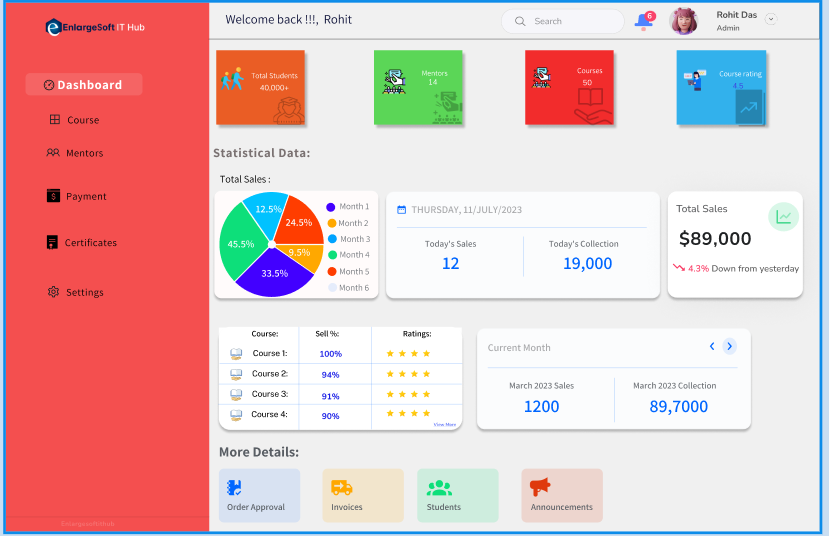 EnlargeSoft IT Hub
Welcome back !!!, Rohit
Search
6
Rohit Das
Admin
Dashboard
Course
Mentors
Payment
Certificates
Settings
Total Students
40,000+
Mentors
14
Courses
50
Course rating
4.5
Statistical Data:
Total Sales :
12.5%
24.5%
45.5%
9.5%
33.5%
Month 1
Month 2
Month 3
Month 4
Month 5
Month 6
THURSDAY, 11/JULY/2023
Today's Sales
12
Today's Collection
19,000
Total Sales
$89,000
4.3% Down from yesterday
Course: Sell %: Ratings:
Course 1: 100%
Course 2: 94%
Course 3: 91%
Course 4: 90%
View More
Current Month
March 2023 Sales
1200
March 2023 Collection
89,7000
More Details:
Order Approval
Invoices
Students
Announcements